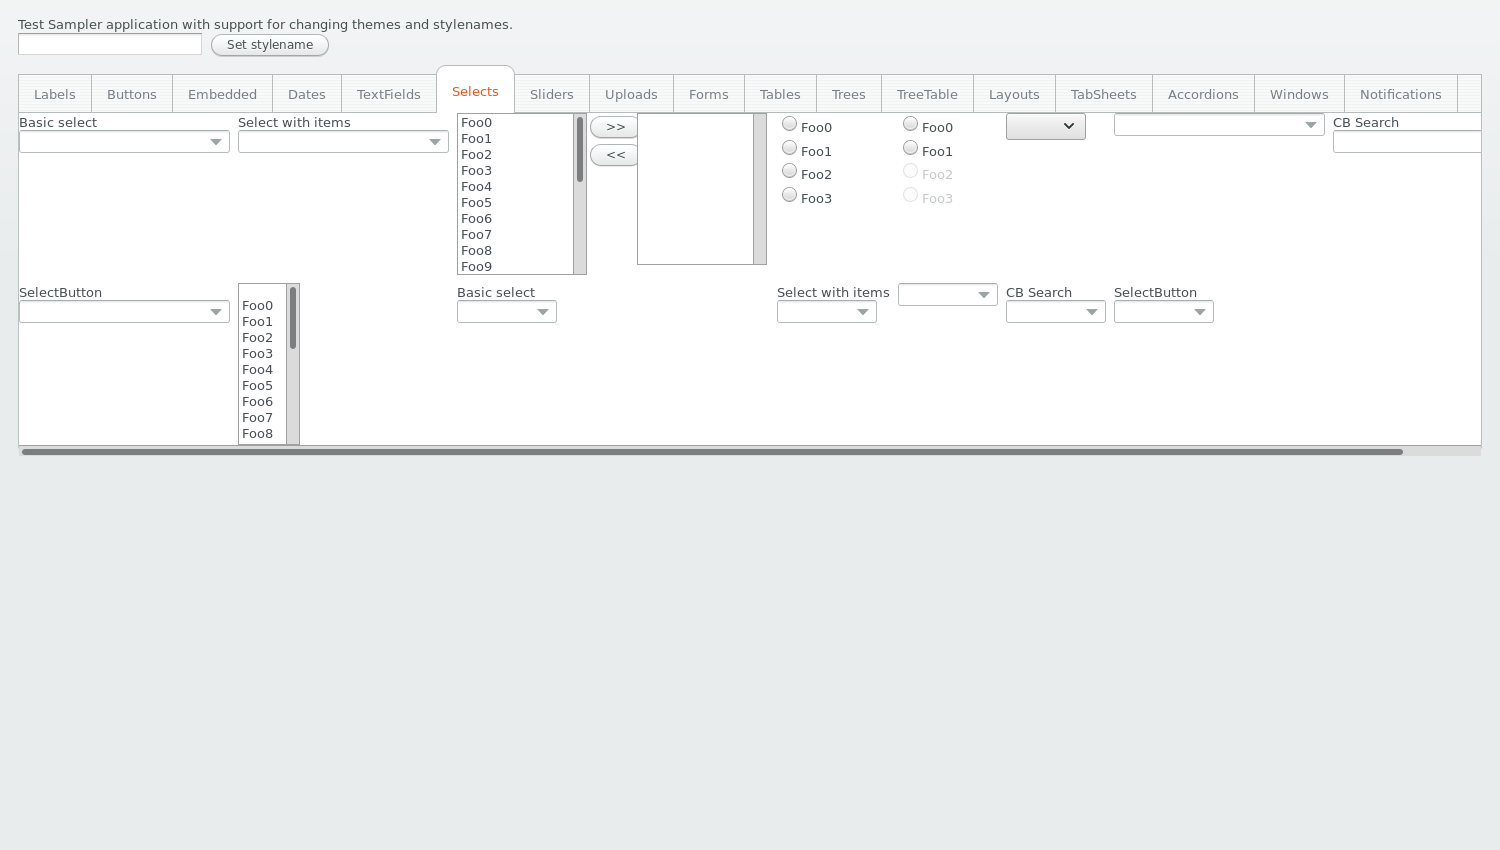 Test Sampler application with support for changing themes and stylenames.
Set stylename
Labels Buttons Embedded Dates TextFields Selects Sliders Uploads Forms Tables Trees TreeTable Layouts TabSheets Accordions Windows Notifications
Basic select
Select with items
Foo0
Foo1
Foo2
Foo3
Foo4
Foo5
Foo6
Foo7
Foo8
Foo9
>>
<<
Foo0
Foo1
Foo2
Foo3
Foo0
Foo1
Foo2
Foo3
CB Search
SelectButton
Foo0
Foo1
Foo2
Foo3
Foo4
Foo5
Foo6
Foo7
Foo8
Basic select
Select with items
CB Search
SelectButton